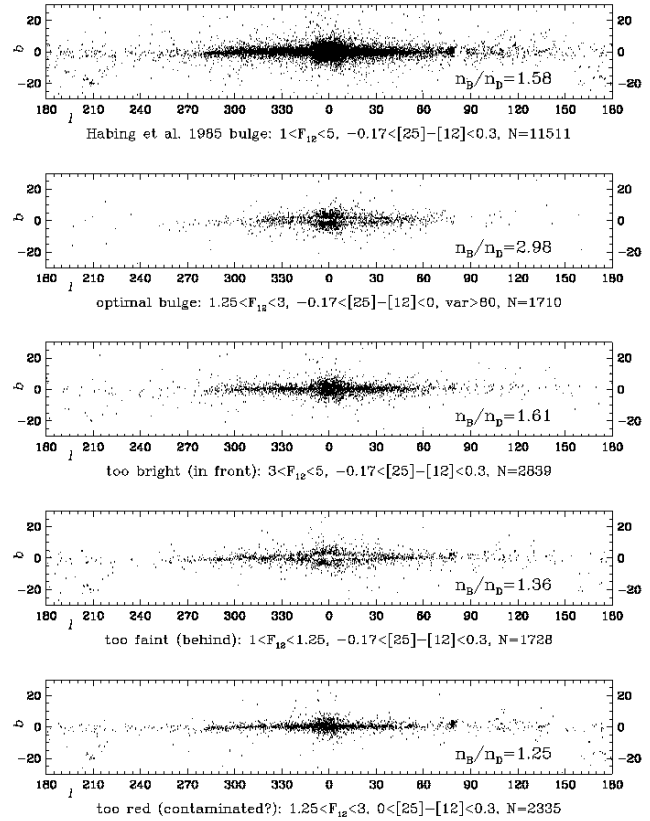 20
0
−20
b
20
0
−20
n_B/n_D=1.58
180 210 240 270 300 330 0 30 60 90 120 150 180
l
Habing et al. 1985 bulge: 1<F₁₂<5, −0.17<[25]−[12]<0.3, N=11511
20
0
−20
b
20
0
−20
n_B/n_D=2.98
180 210 240 270 300 330 0 30 60 90 120 150 180
l
optimal bulge: 1.25<F₁₂<3, −0.17<[25]−[12]<0, var>80, N=1710
20
0
−20
b
20
0
−20
n_B/n_D=1.61
180 210 240 270 300 330 0 30 60 90 120 150 180
l
too bright (in front): 3<F₁₂<5, −0.17<[25]−[12]<0.3, N=2839
20
0
−20
b
20
0
−20
n_B/n_D=1.36
180 210 240 270 300 330 0 30 60 90 120 150 180
l
too faint (behind): 1<F₁₂<1.25, −0.17<[25]−[12]<0.3, N=1728
20
0
−20
b
20
0
−20
n_B/n_D=1.25
180 210 240 270 300 330 0 30 60 90 120 150 180
l
too red (contaminated?): 1.25<F₁₂<3, 0<[25]−[12]<0.3, N=2335